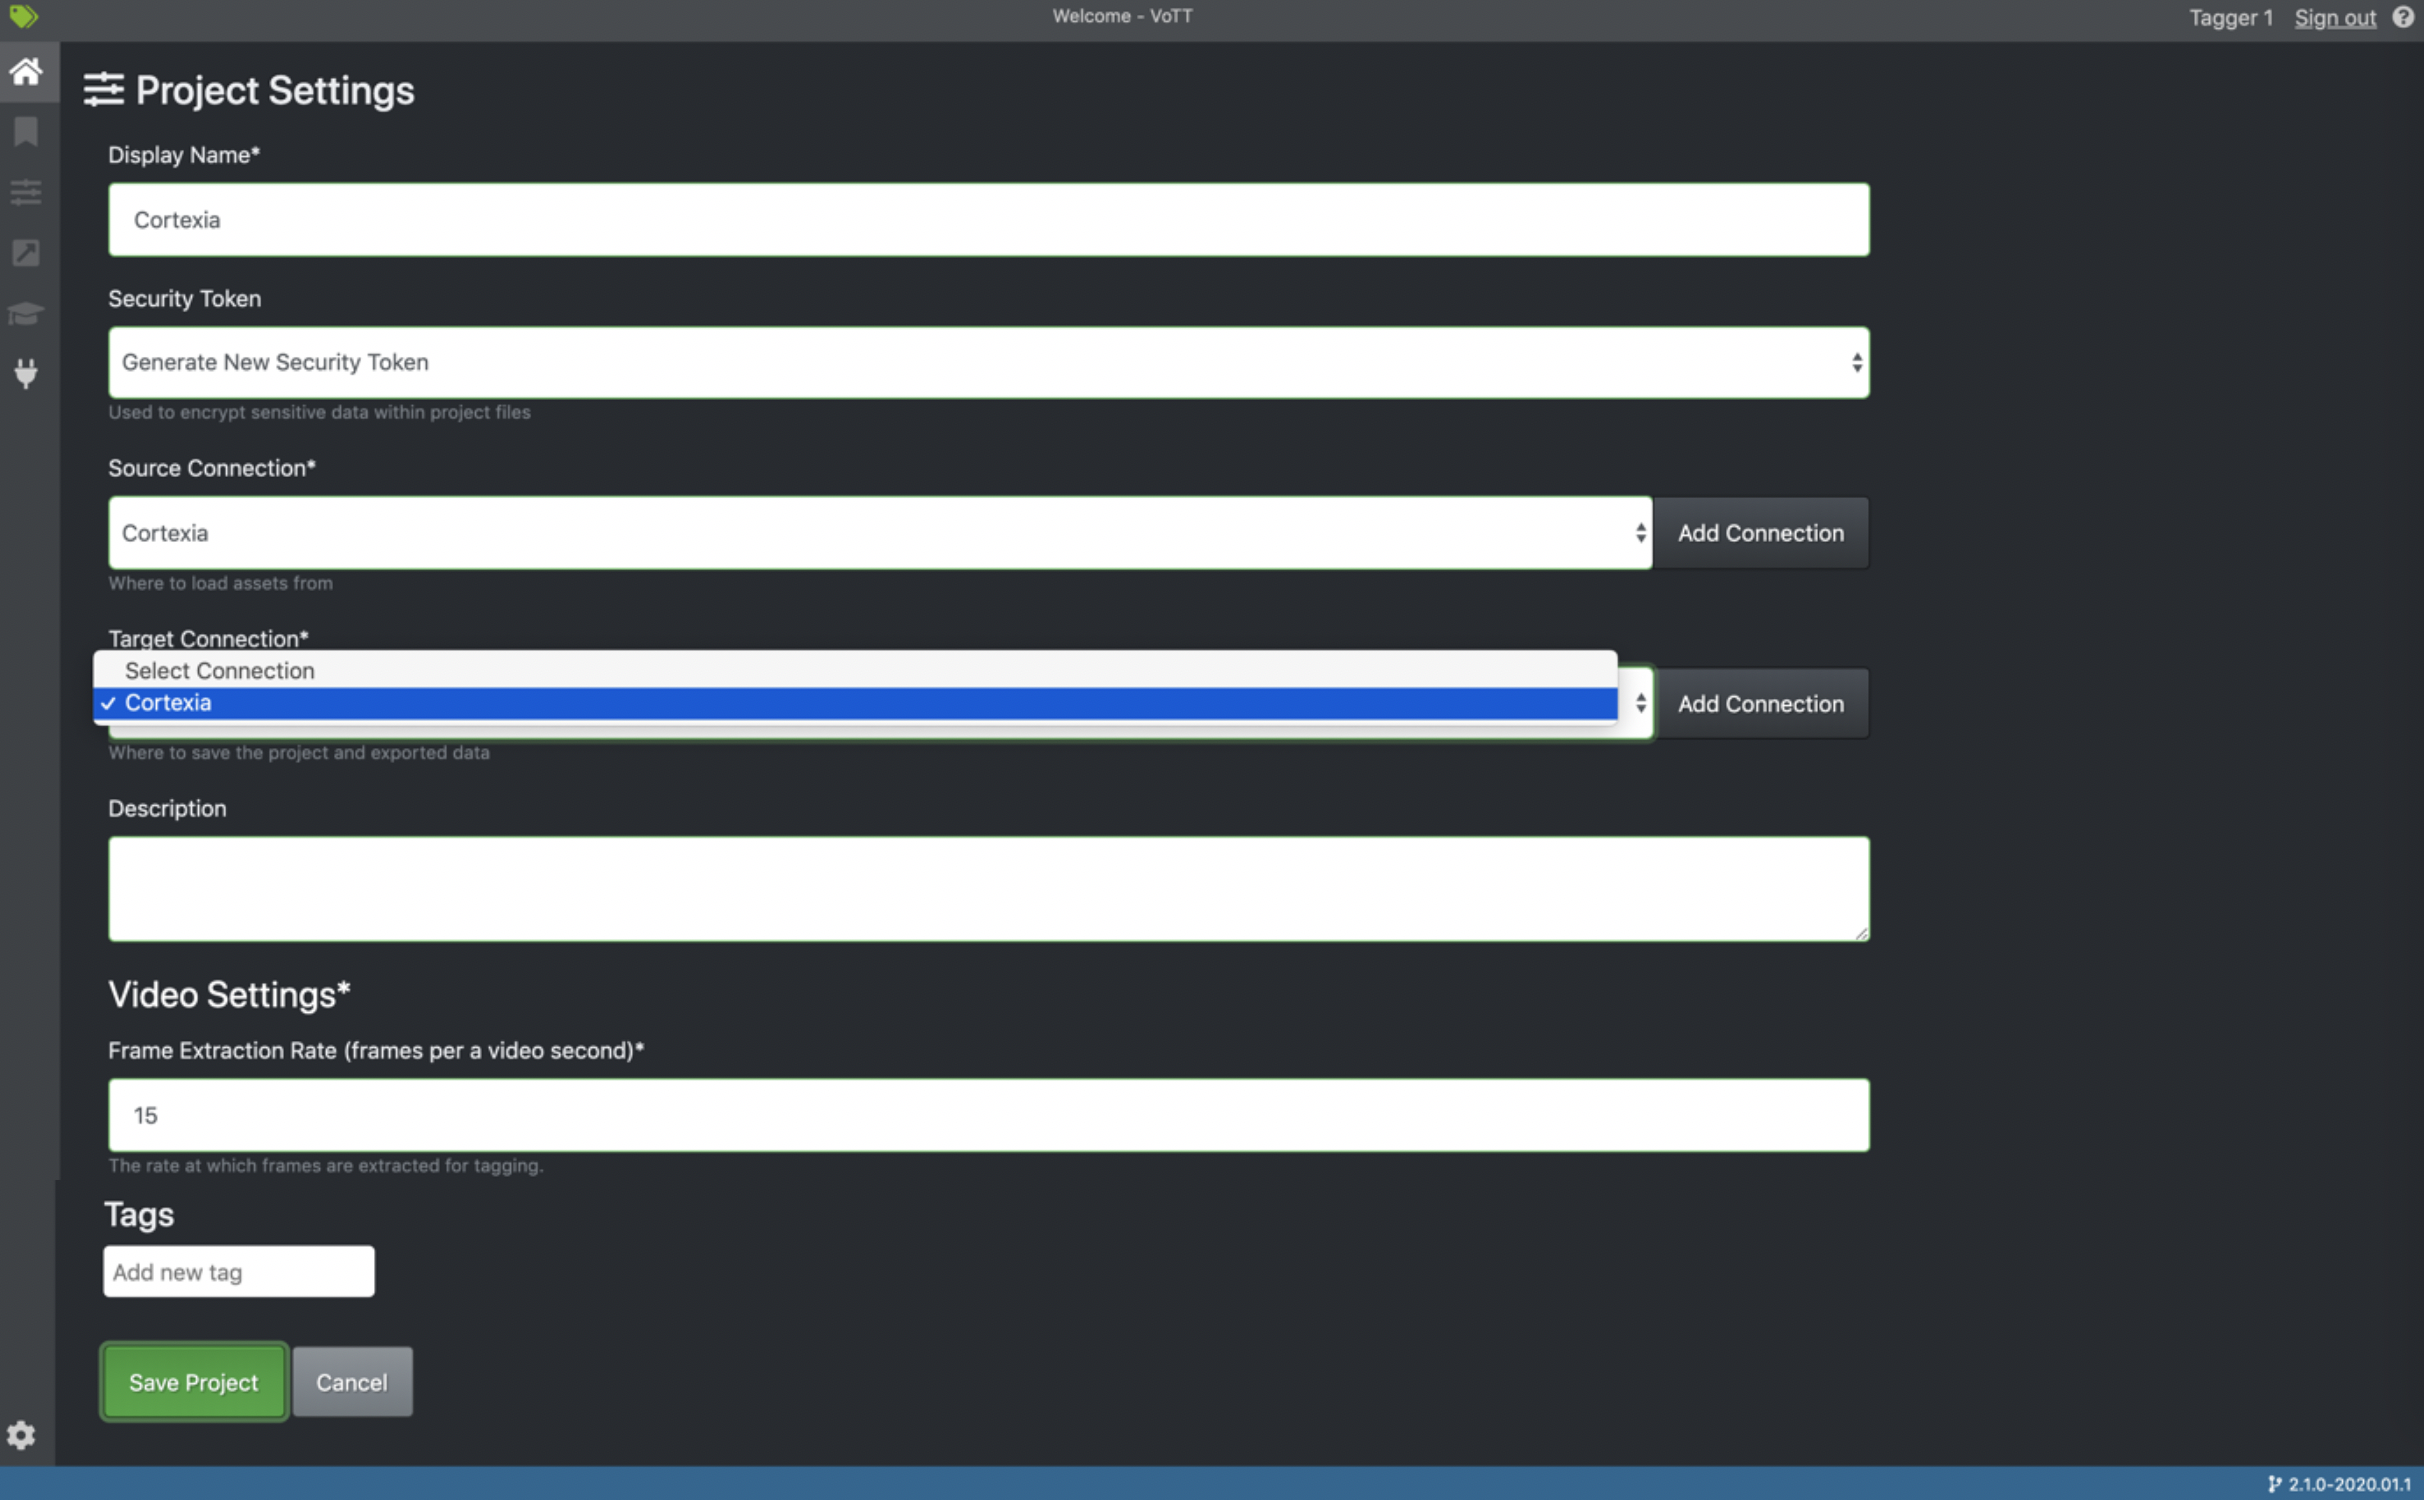 Welcome - VoTT
Tagger 1 Sign out
Project Settings
Display Name*
Cortexia
Security Token
Generate New Security Token
Used to encrypt sensitive data within project files
Source Connection*
Cortexia
Add Connection
Where to load assets from
Target Connection*
Select Connection
✓ Cortexia
Add Connection
Where to save the project and exported data
Description
Video Settings*
Frame Extraction Rate (frames per a video second)*
15
The rate at which frames are extracted for tagging.
Tags
Add new tag
Save Project Cancel
2.1.0-2020.01.1